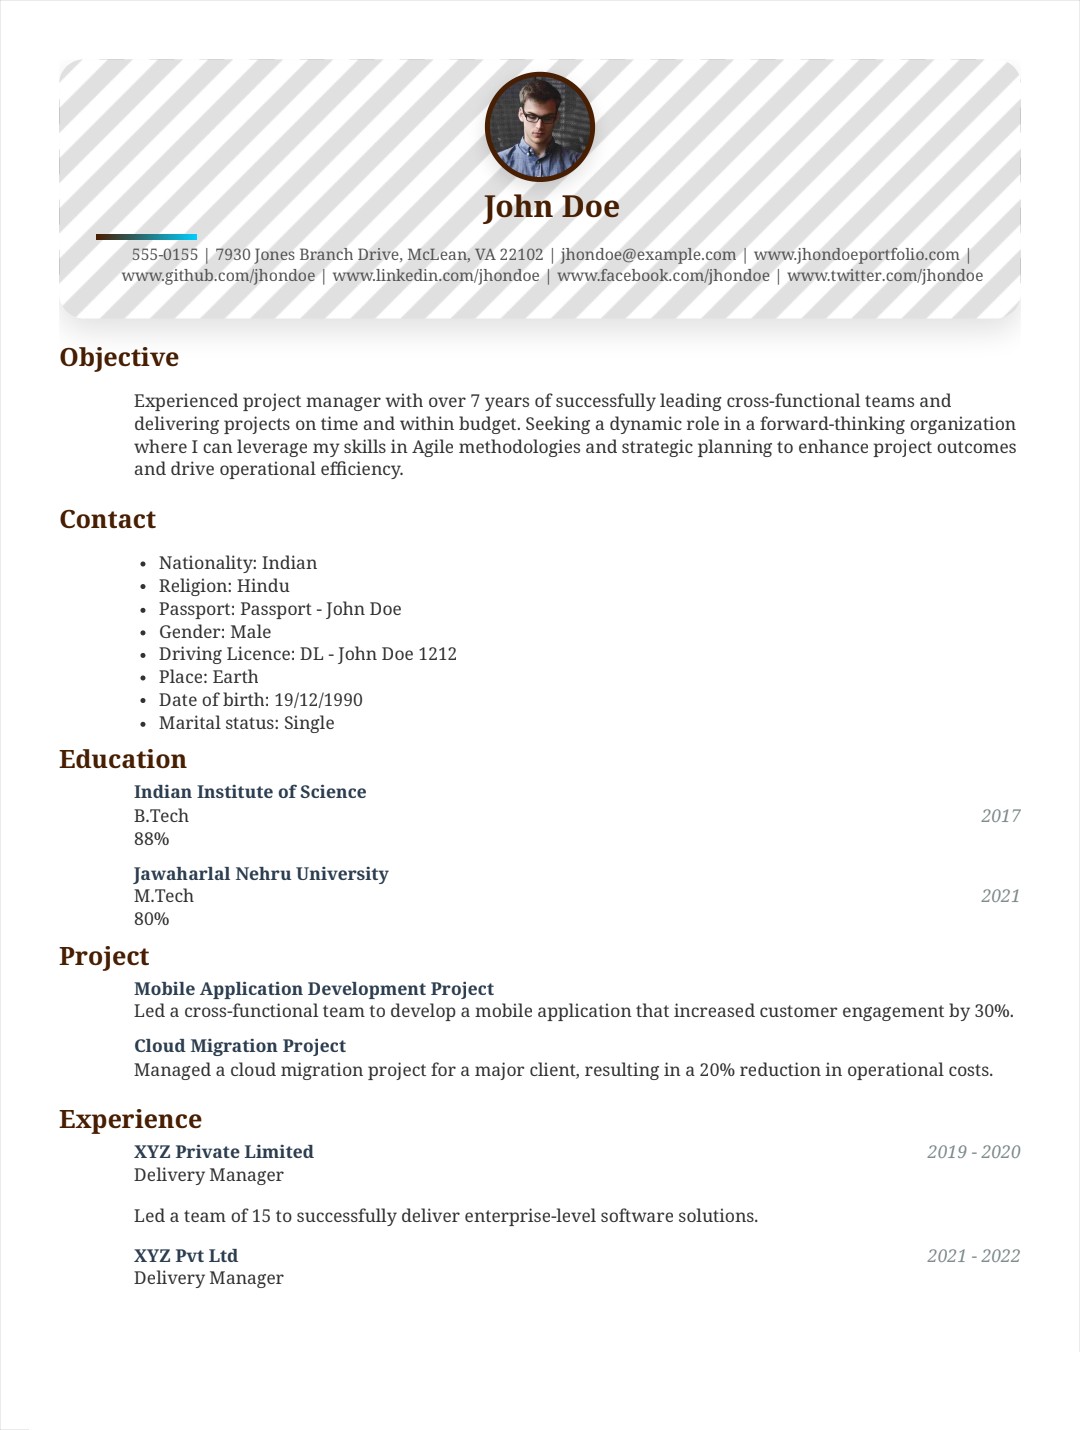 John Doe
555-0155 | 7930 Jones Branch Drive, McLean, VA 22102 | jhondoe@example.com | www.jhondoeportfolio.com |
www.github.com/jhondoe | www.linkedin.com/jhondoe | www.facebook.com/jhondoe | www.twitter.com/jhondoe
Objective
Experienced project manager with over 7 years of successfully leading cross-functional teams and
delivering projects on time and within budget. Seeking a dynamic role in a forward-thinking organization
where I can leverage my skills in Agile methodologies and strategic planning to enhance project outcomes
and drive operational efficiency.
Contact
• Nationality: Indian
• Religion: Hindu
• Passport: Passport - John Doe
• Gender: Male
• Driving Licence: DL - John Doe 1212
• Place: Earth
• Date of birth: 19/12/1990
• Marital status: Single
Education
Indian Institute of Science
B.Tech 2017
88%
Jawaharlal Nehru University
M.Tech 2021
80%
Project
Mobile Application Development Project
Led a cross-functional team to develop a mobile application that increased customer engagement by 30%.
Cloud Migration Project
Managed a cloud migration project for a major client, resulting in a 20% reduction in operational costs.
Experience
XYZ Private Limited 2019 - 2020
Delivery Manager
Led a team of 15 to successfully deliver enterprise-level software solutions.
XYZ Pvt Ltd 2021 - 2022
Delivery Manager